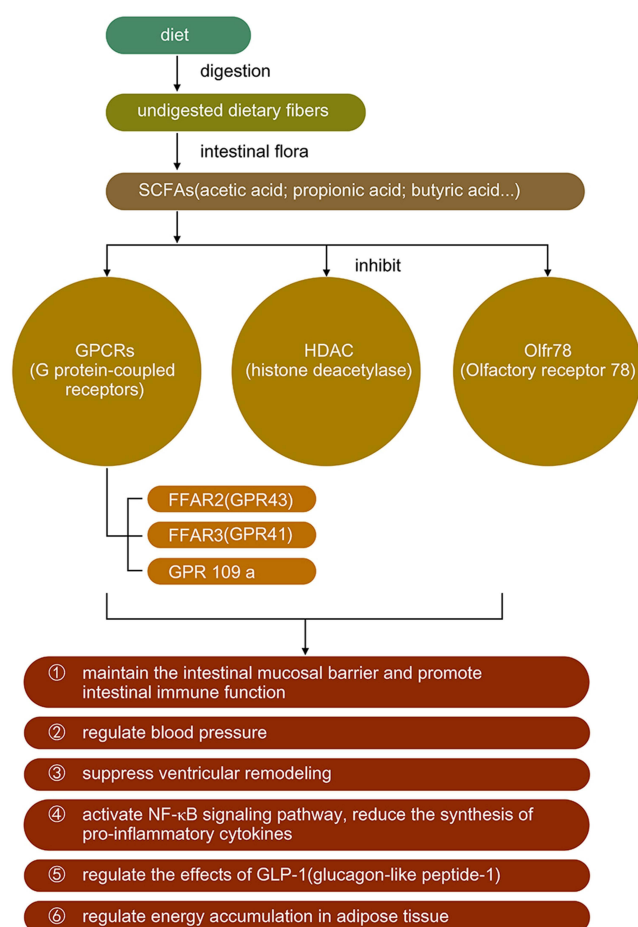 diet
digestion
undigested dietary fibers
intestinal flora
SCFAs(acetic acid; propionic acid; butyric acid...)
inhibit
GPCRs
(G protein-coupled
receptors)
HDAC
(histone deacetylase)
Olfr78
(Olfactory receptor 78)
FFAR2(GPR43)
FFAR3(GPR41)
GPR 109 a
① maintain the intestinal mucosal barrier and promote
intestinal immune function
② regulate blood pressure
③ suppress ventricular remodeling
④ activate NF-κB signaling pathway, reduce the synthesis of
pro-inflammatory cytokines
⑤ regulate the effects of GLP-1(glucagon-like peptide-1)
⑥ regulate energy accumulation in adipose tissue